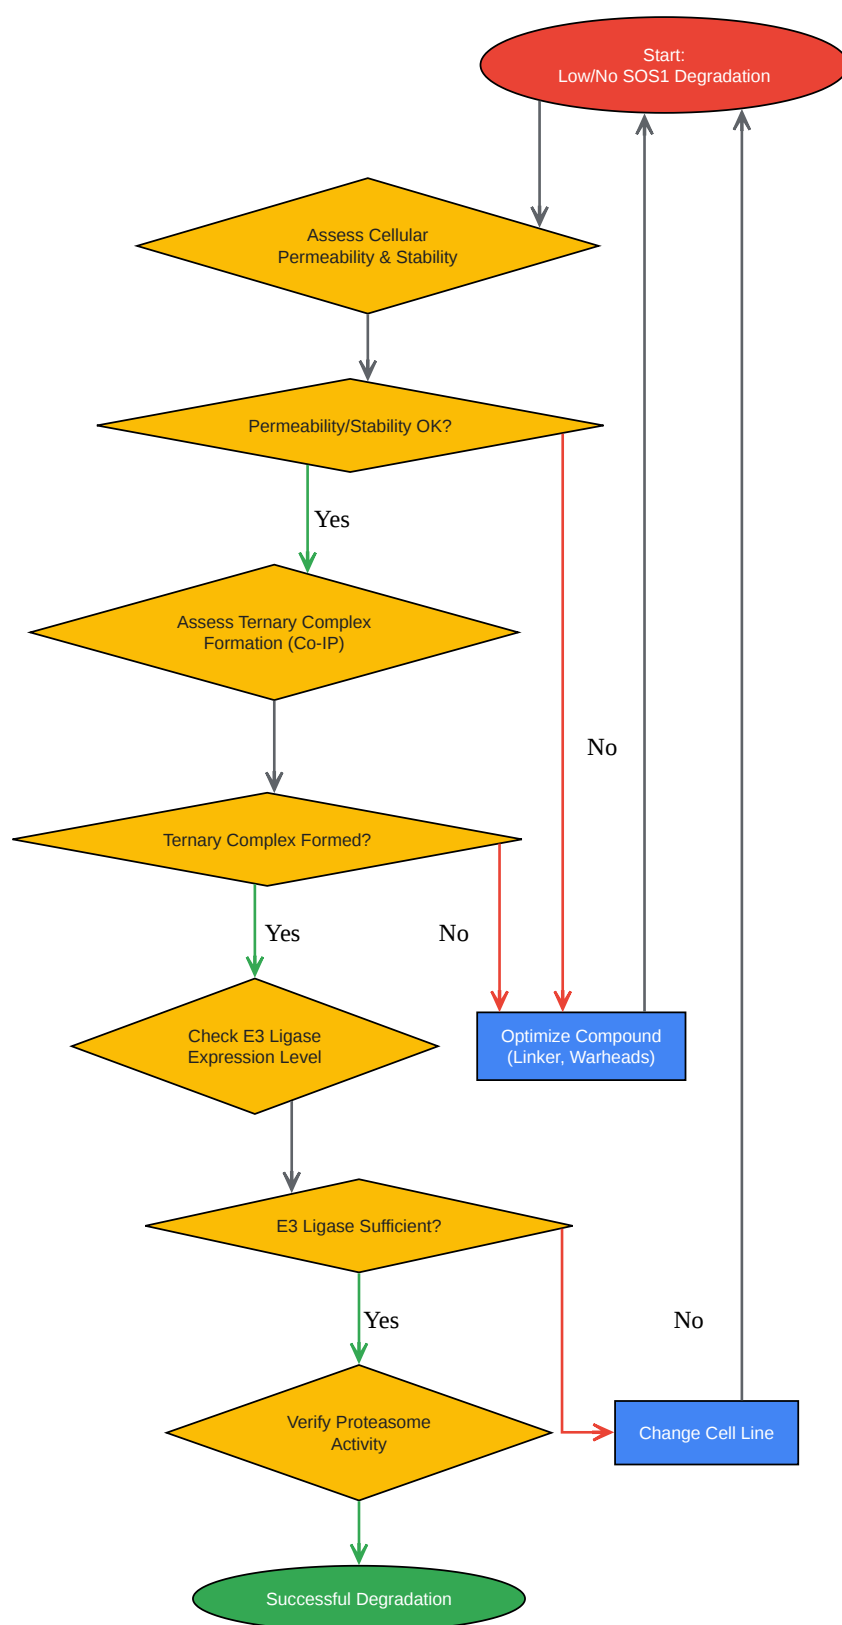 Start:
Low/No SOS1 Degradation
Assess Cellular
Permeability & Stability
Permeability/Stability OK?
Yes
Assess Ternary Complex
Formation (Co-IP)
No
Ternary Complex Formed?
Yes
No
Check E3 Ligase
Expression Level
Optimize Compound
(Linker, Warheads)
E3 Ligase Sufficient?
Yes
No
Verify Proteasome
Activity
Change Cell Line
Successful Degradation